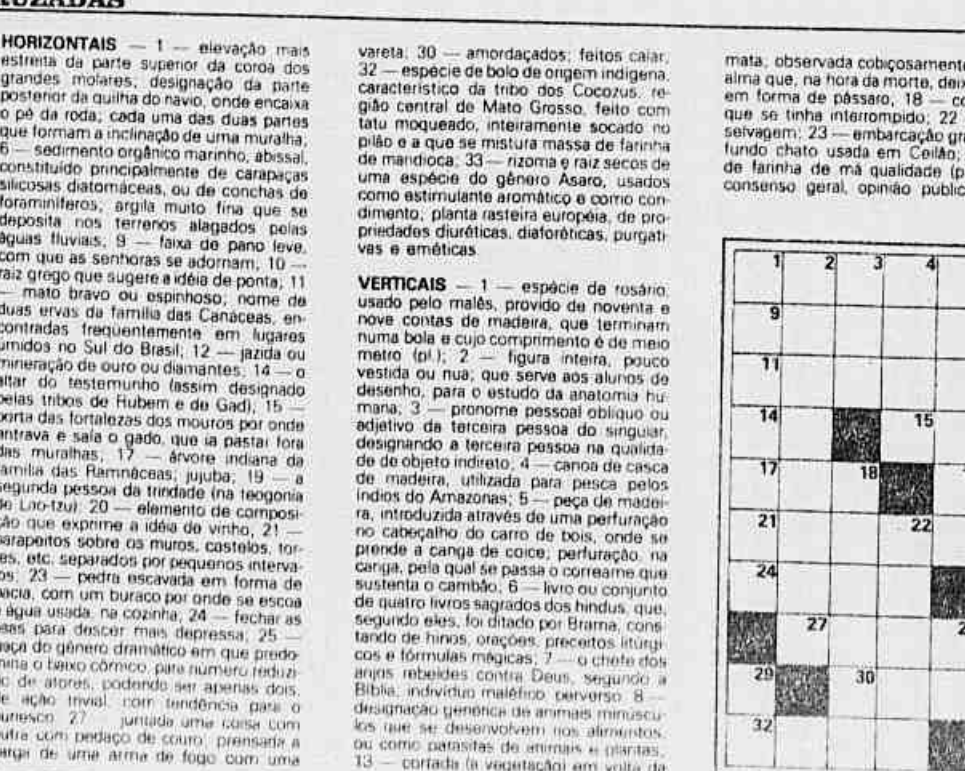 HORIZONTAIS — 1 — elevação mais
estreita da parte superior da coroa dos
grandes molares; designação da parte
posterior da quilha do navio, onde encaixa
o pé da roda; cada uma das duas partes
que formam a inclinação de uma muralha;
6 — sedimento orgânico marinho, abissal,
constituído principalmente de carapaças
silicosas diatomáceas, ou de conchas de
foraminíferos; argila muito fina que se
deposita nos terrenos alagados pelas
águas fluviais; 9 — faixa de pano leve,
com que as senhoras se adornam; 10 —
raiz grego que sugere a idéia de ponta; 11
— mato bravo ou espinhoso; nome de
duas ervas da família das Canáceas, en-
contradas frequentemente em lugares
úmidos no Sul do Brasil; 12 — jazida ou
mineração de ouro ou diamantes; 14 — o
altar do testemunho (assim designado
pelas tribos de Rubem e de Gad); 15 —
porta das fortalezas dos mouros por onde
entrava e saía o gado, que ia pastar fora
das muralhas; 17 — árvore indiana da
família das Ramnáceas; jujuba; 19 — a
segunda pessoa da trindade (na teogonia
de Lao-tzu) 20 — elemento de composi-
ção que exprime a idéia de vinho; 21 —
parapeitos sobre os muros, castelos, tor-
res, etc. separados por pequenos interva-
os; 23 — pedra escavada em forma de
bacia, com um buraco por onde se escoa
a água usada, na cozinha; 24 — fechar as
asas para descer mais depressa; 25 —
peça do gênero dramático em que predo-
mina o baixo cômico, para número reduzi-
do de atores, podendo ser apenas dois,
de ação trivial, com tendência para o
27 — juntada uma coisa com
outra com pedaço de couro; prensada a
carga de uma arma de fogo com uma
vareta; 30 — amordaçados; feitos calar;
32 — espécie de bolo de origem indígena,
característico da tribo dos Cocozus, re-
gião central de Mato Grosso, feito com
tatu moqueado, inteiramente socado no
pilão e a que se mistura massa de farinha
de mandioca; 33 — rizoma e raiz secos de
uma espécie do gênero Asaro, usados
como estimulante aromático e como con-
dimento; planta rasteira européia, de pro-
priedades diuréticas, diaforéticas, purgati-
vas e eméticas.
VERTICAIS — 1 — espécie de rosário,
usado pelo malês, provido de noventa e
nove contas de madeira, que terminam
numa bola e cujo comprimento é de meio
metro (pl.); 2 — figura inteira, pouco
vestida ou nua, que serve aos alunos de
desenho, para o estudo da anatomia hu-
mana; 3 — pronome pessoal oblíquo ou
adjetivo da terceira pessoa do singular,
designando a terceira pessoa na qualida-
de de objeto indireto; 4 — canoa de casca
de madeira, utilizada para pesca pelos
índios do Amazonas; 5 — peça de madei-
ra, introduzida através de uma perfuração
no cabeçalho do carro de bois, onde se
prende a canga de coice; perfuração, na
canga, pela qual se passa o correame que
sustenta o cambão; 6 — livro ou conjunto
de quatro livros sagrados dos hindus, que,
segundo eles, foi ditado por Brama, cons-
tando de hinos, orações, preceitos litúrgi-
cos e fórmulas mágicas; 7 — o chefe dos
anjos rebeldes contra Deus, segundo a
Bíblia; indivíduo maléfico perverso 8 —
designação genérica de animais minúscu-
los que se desenvolvem nos alimentos,
ou como parasitas de animais e plantas;
13 — cortada (a vegetação) em volta da
mata; observada cobiçosamente
alma que, na hora da morte, deix
em forma de pássaro; 18 — co
que se tinha interrompido; 22
selvagem; 23 — embarcação gra
fundo chato usada em Ceilão;
de farinha de má qualidade (p
consenso geral, opinião públic
1 2 3 4
9
11
14 15
17 18
21 22
24
27 2
29 30
32